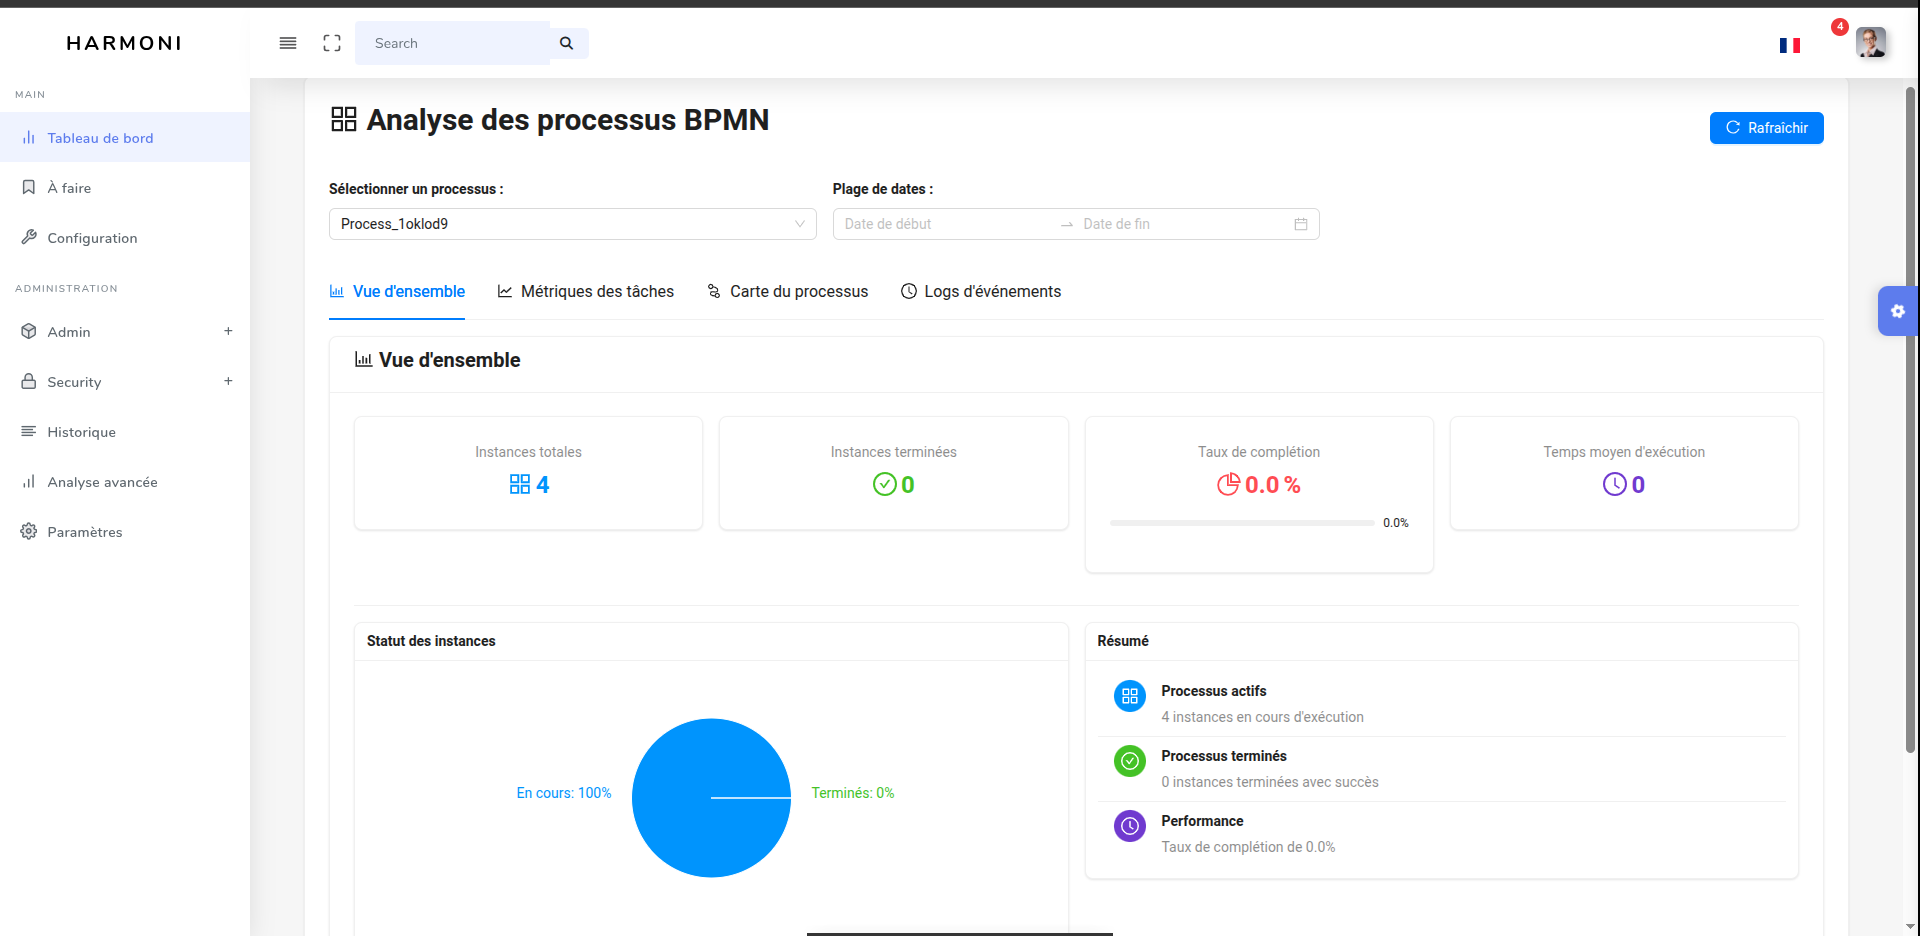 HARMONI
Search
4
MAIN
Tableau de bord
À faire
Configuration
ADMINISTRATION
Admin +
Security +
Historique
Analyse avancée
Paramètres
Analyse des processus BPMN
Rafraîchir
Sélectionner un processus :
Plage de dates :
Process_1oklod9
Date de début → Date de fin
Vue d'ensemble
Métriques des tâches
Carte du processus
Logs d'événements
Vue d'ensemble
Instances totales
4
Instances terminées
0
Taux de complétion
0.0 %
0.0%
Temps moyen d'exécution
0
Statut des instances
En cours: 100%
Terminés: 0%
Résumé
Processus actifs
4 instances en cours d'exécution
Processus terminés
0 instances terminées avec succès
Performance
Taux de complétion de 0.0%